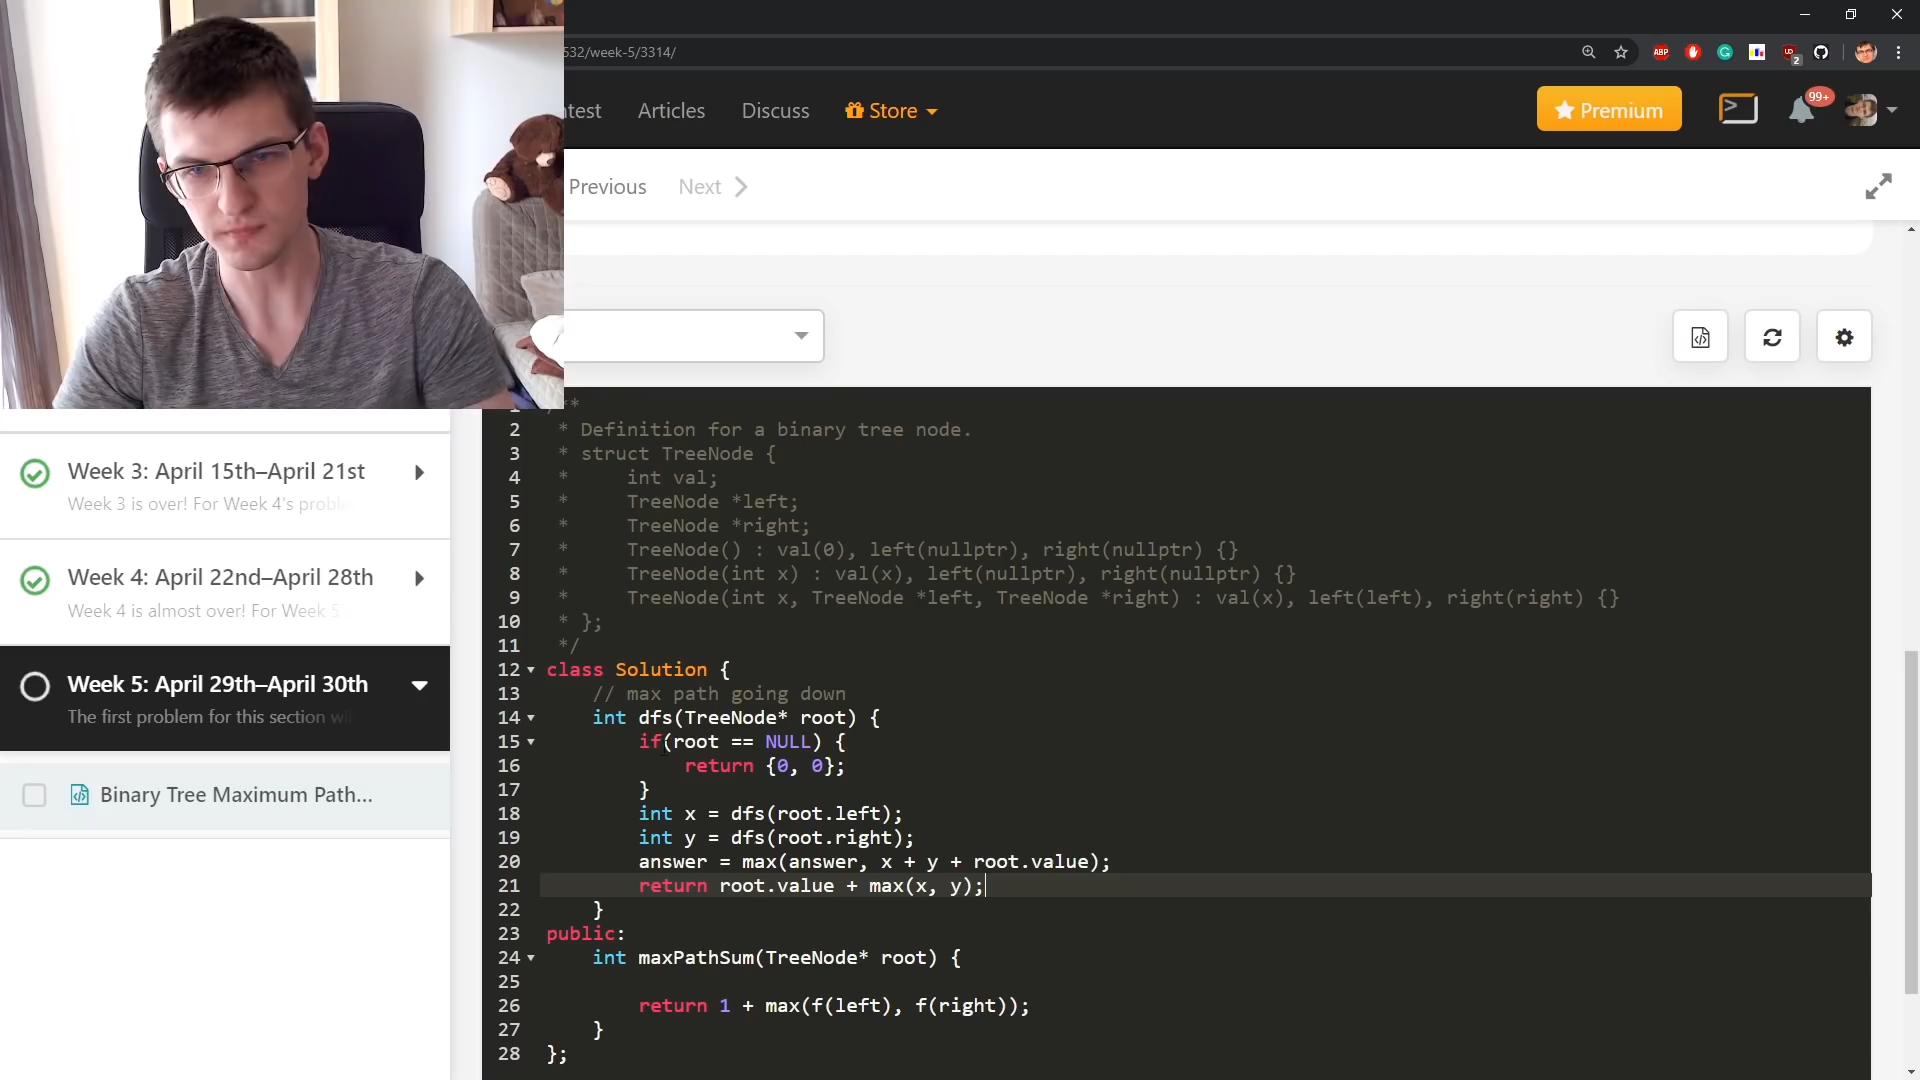 532/week-5/3314/
ABP
UD
2
ntest Articles Discuss Store
Premium
99+
Previous Next
Week 3: April 15th–April 21st
Week 3 is over! For Week 4's proble
Week 4: April 22nd–April 28th
Week 4 is almost over! For Week 5
Week 5: April 29th–April 30th
The first problem for this section wi
Binary Tree Maximum Path...
1 /**
2  * Definition for a binary tree node.
3  * struct TreeNode {
4  *     int val;
5  *     TreeNode *left;
6  *     TreeNode *right;
7  *     TreeNode() : val(0), left(nullptr), right(nullptr) {}
8  *     TreeNode(int x) : val(x), left(nullptr), right(nullptr) {}
9  *     TreeNode(int x, TreeNode *left, TreeNode *right) : val(x), left(left), right(right) {}
10  * };
11  */
12 class Solution {
13     // max path going down
14     int dfs(TreeNode* root) {
15         if(root == NULL) {
16             return {0, 0};
17         }
18         int x = dfs(root.left);
19         int y = dfs(root.right);
20         answer = max(answer, x + y + root.value);
21         return root.value + max(x, y);
22     }
23 public:
24     int maxPathSum(TreeNode* root) {
25
26         return 1 + max(f(left), f(right));
27     }
28 };